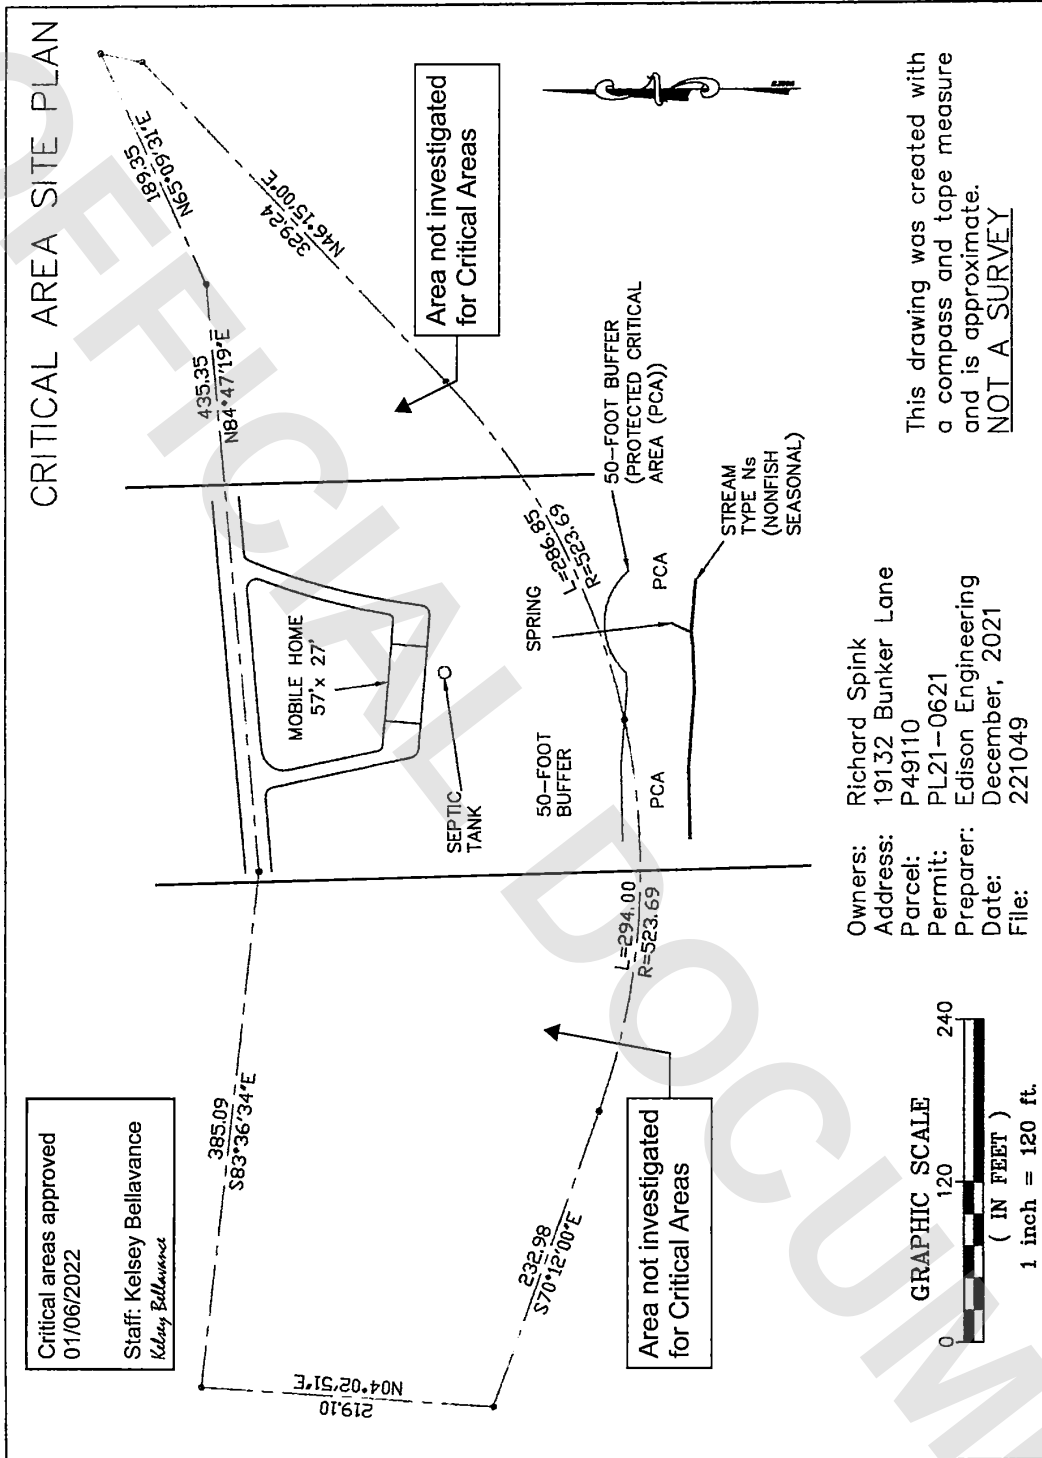 CRITICAL AREA SITE PLAN
Critical areas approved
01/06/2022
Staff: Kelsey Bellavance
Kelsey Bellavance
385.09
S83°36'34"E
435.35
N84°47'19"E
189.35
N65°09'31"E
329.24
N46°15'00"E
219.10
N04°02'51"E
232.98
S70°12'00"E
L=294.00
R=523.69
L=286.85
R=523.69
MOBILE HOME
57'x 27'
SEPTIC
TANK
50-FOOT
BUFFER
PCA
SPRING
PCA
50-FOOT BUFFER
(PROTECTED CRITICAL
AREA (PCA))
STREAM
TYPE Ns
(NONFISH
SEASONAL)
Area not investigated
for Critical Areas
Area not investigated
for Critical Areas
GRAPHIC SCALE
0 120 240
( IN FEET )
1 inch = 120 ft.
Owners: Richard Spink
Address: 19132 Bunker Lane
Parcel: P49110
Permit: PL21-0621
Preparer: Edison Engineering
Date: December, 2021
File: 221049
This drawing was created with
a compass and tape measure
and is approximate.
NOT A SURVEY
OFFICIAL DOCUM